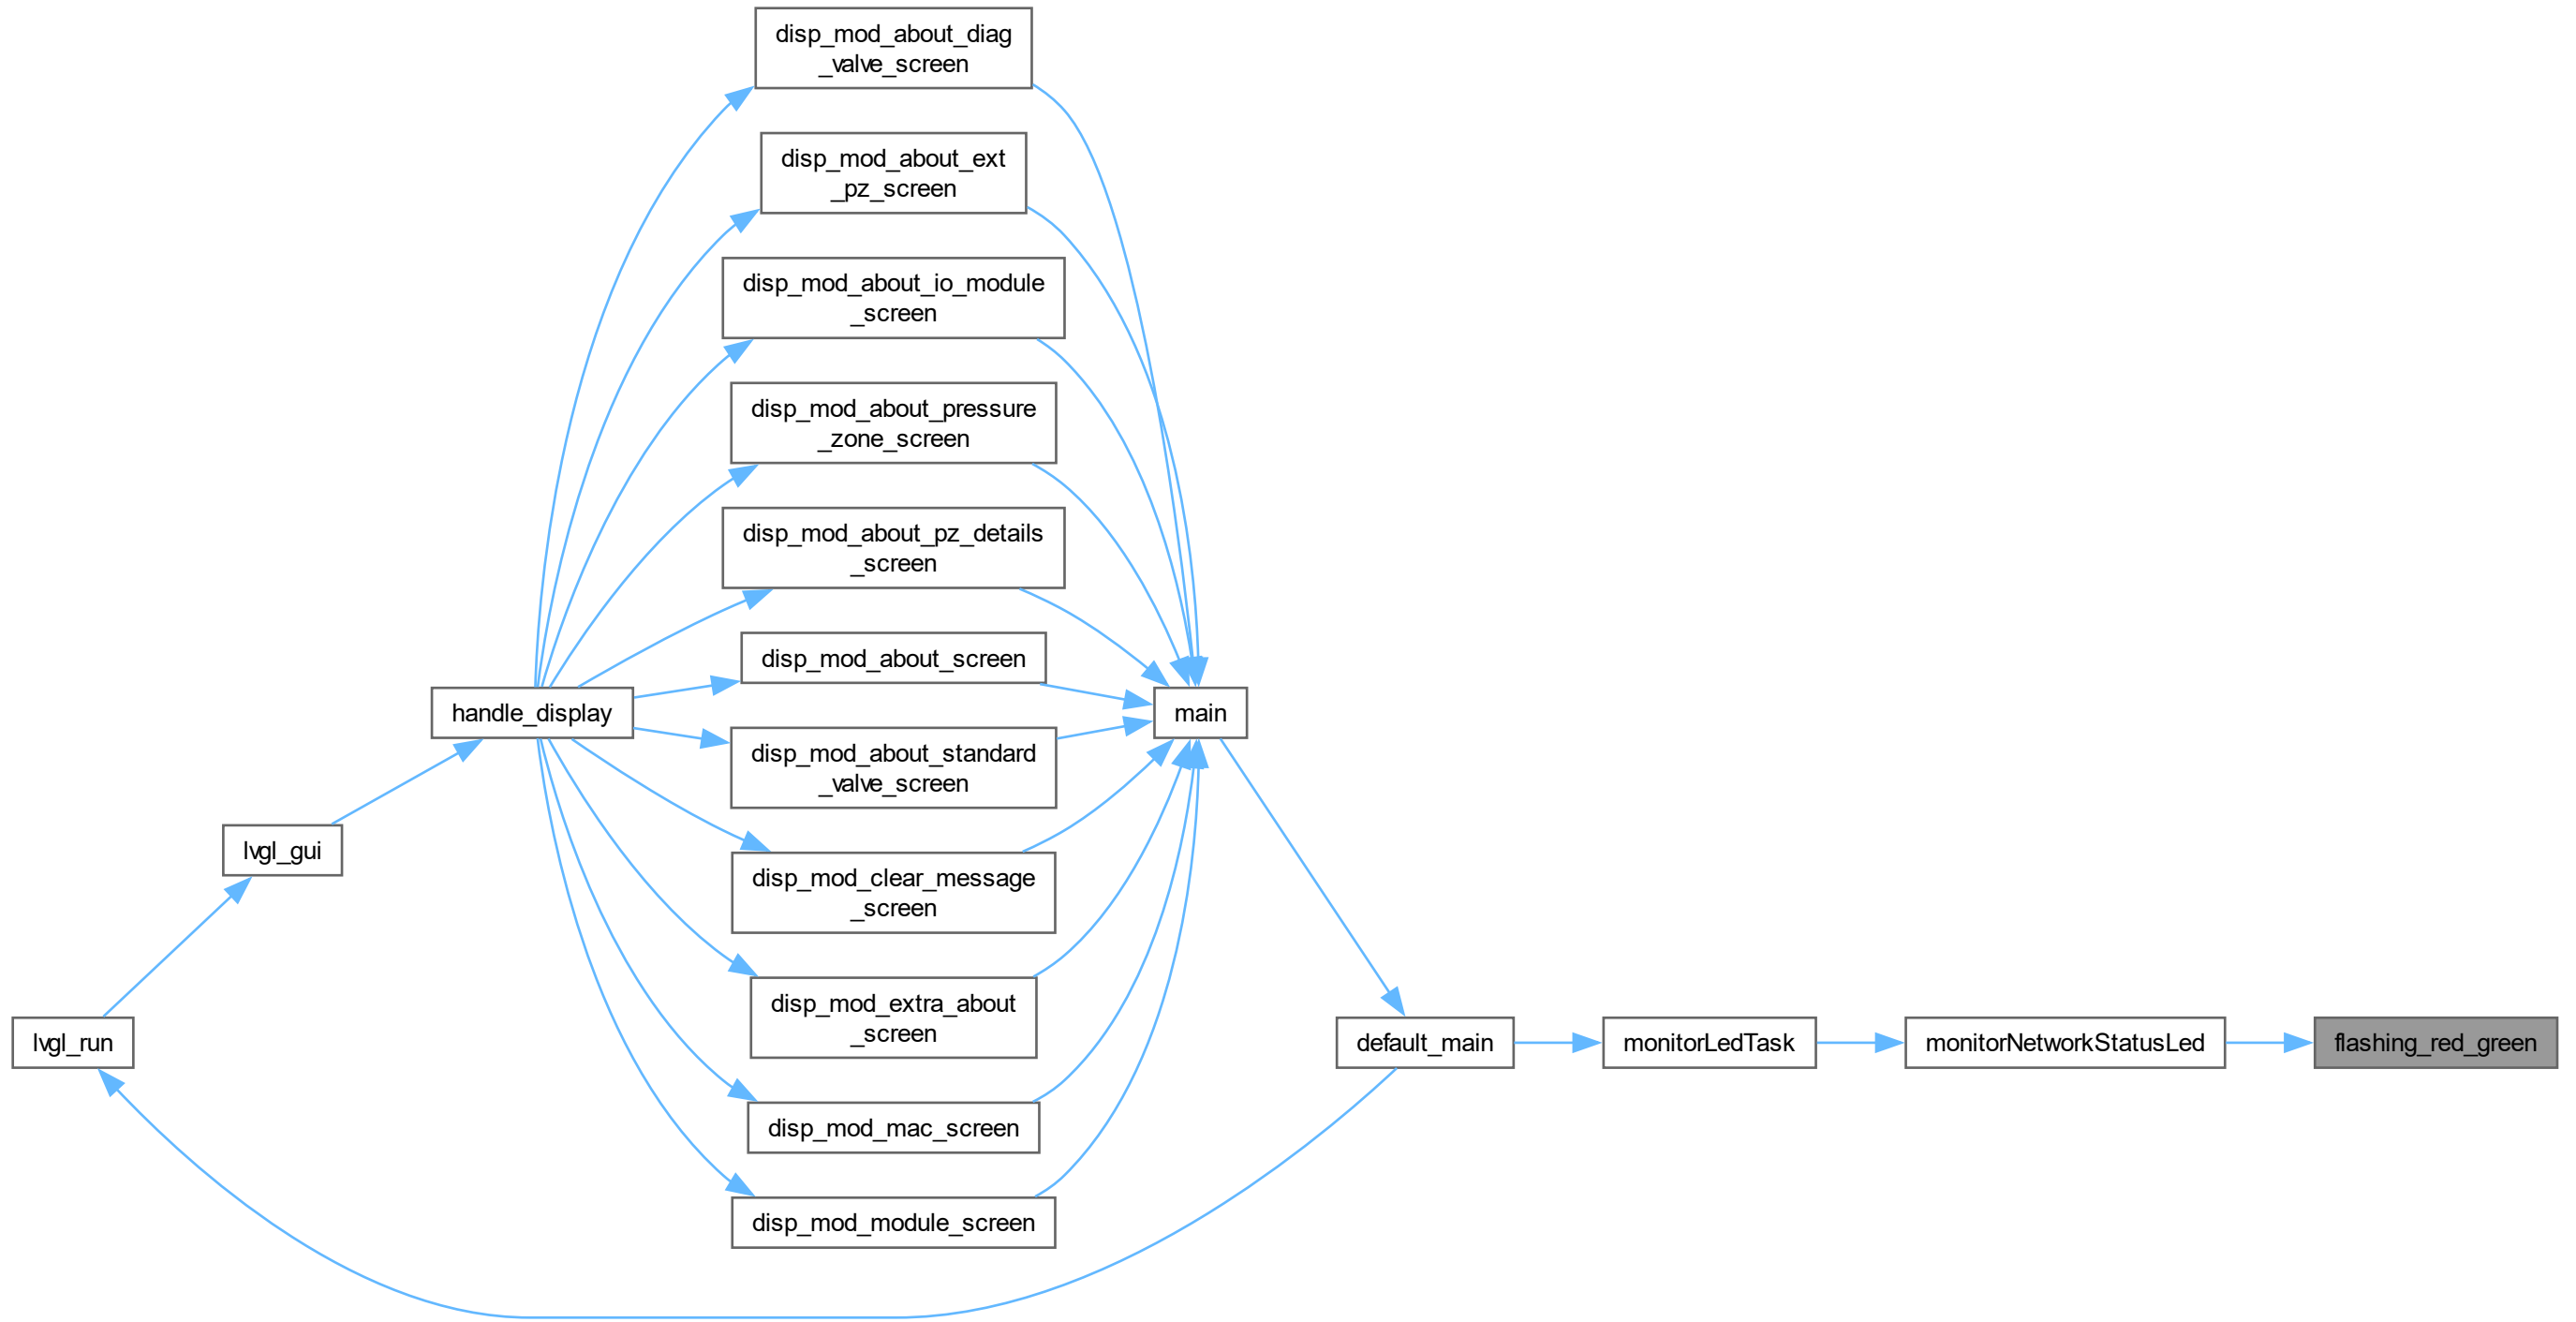 disp_mod_about_diag
_valve_screen
disp_mod_about_ext
_pz_screen
disp_mod_about_io_module
_screen
disp_mod_about_pressure
_zone_screen
disp_mod_about_pz_details
_screen
disp_mod_about_screen
handle_display
main
disp_mod_about_standard
_valve_screen
lvgl_gui
disp_mod_clear_message
_screen
disp_mod_extra_about
_screen
lvgl_run
default_main
monitorLedTask
monitorNetworkStatusLed
flashing_red_green
disp_mod_mac_screen
disp_mod_module_screen